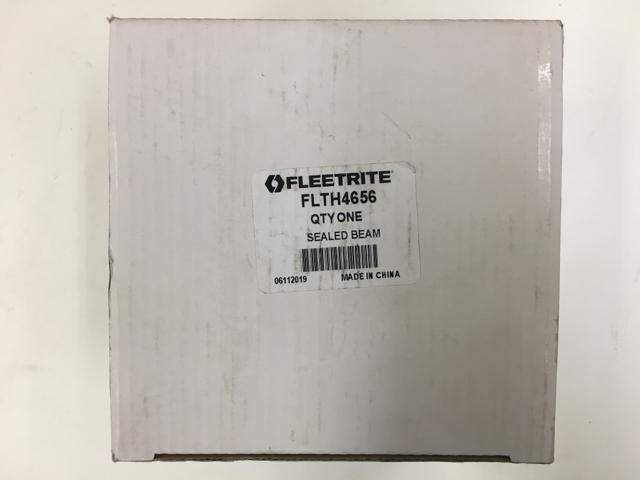 FLEETRITE
FLTH4656
QTY ONE
SEALED BEAM
06112019 MADE IN CHINA